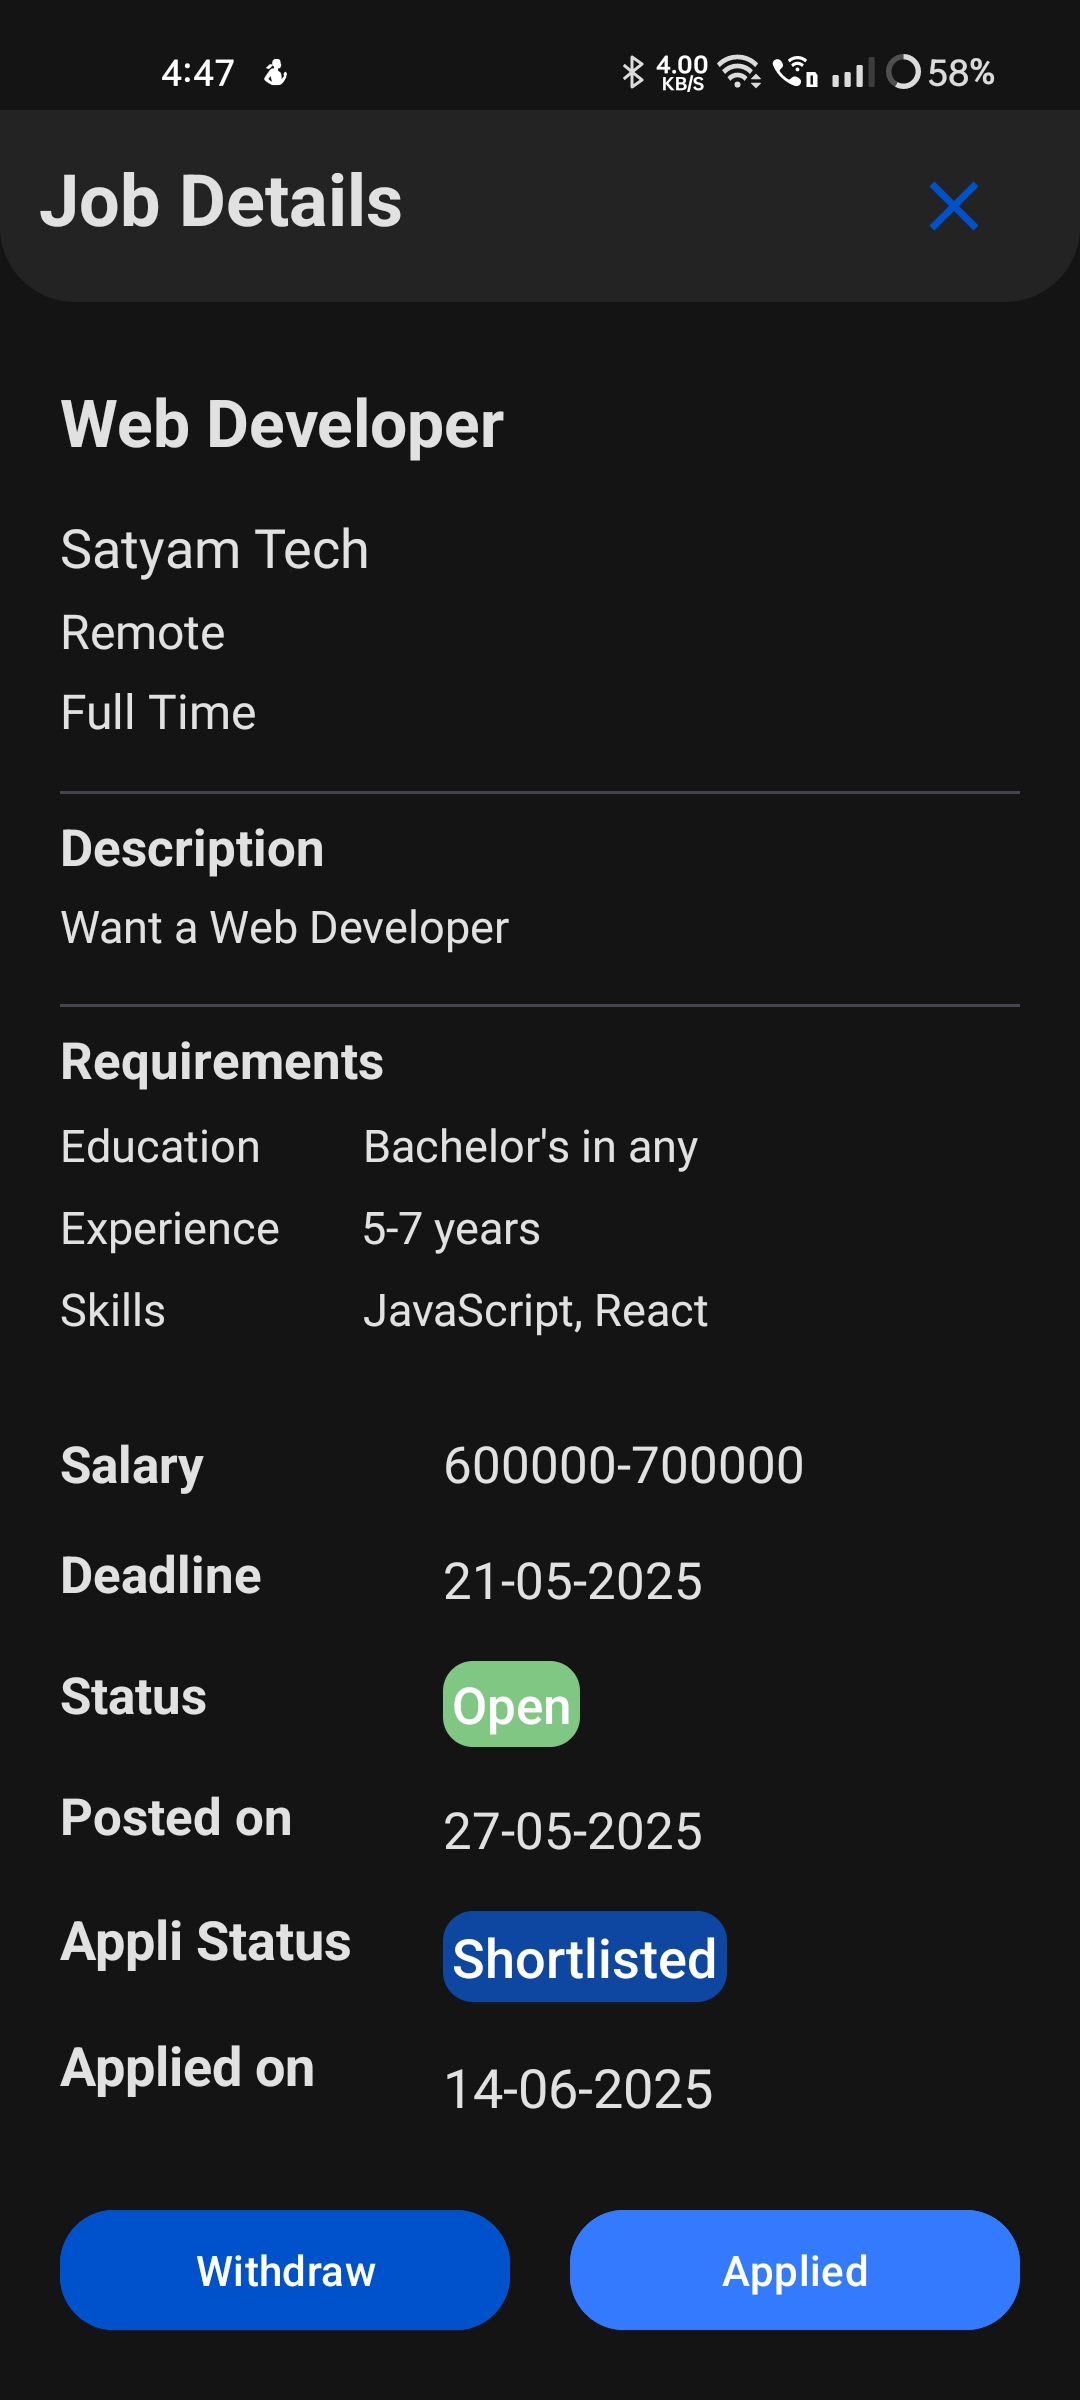 4:47 4.00 KB/S 58%
Job Details
Web Developer
Satyam Tech
Remote
Full Time
Description
Want a Web Developer
Requirements
Education Bachelor's in any
Experience 5-7 years
Skills JavaScript, React
Salary 600000-700000
Deadline 21-05-2025
Status Open
Posted on 27-05-2025
Appli Status Shortlisted
Applied on 14-06-2025
Withdraw Applied